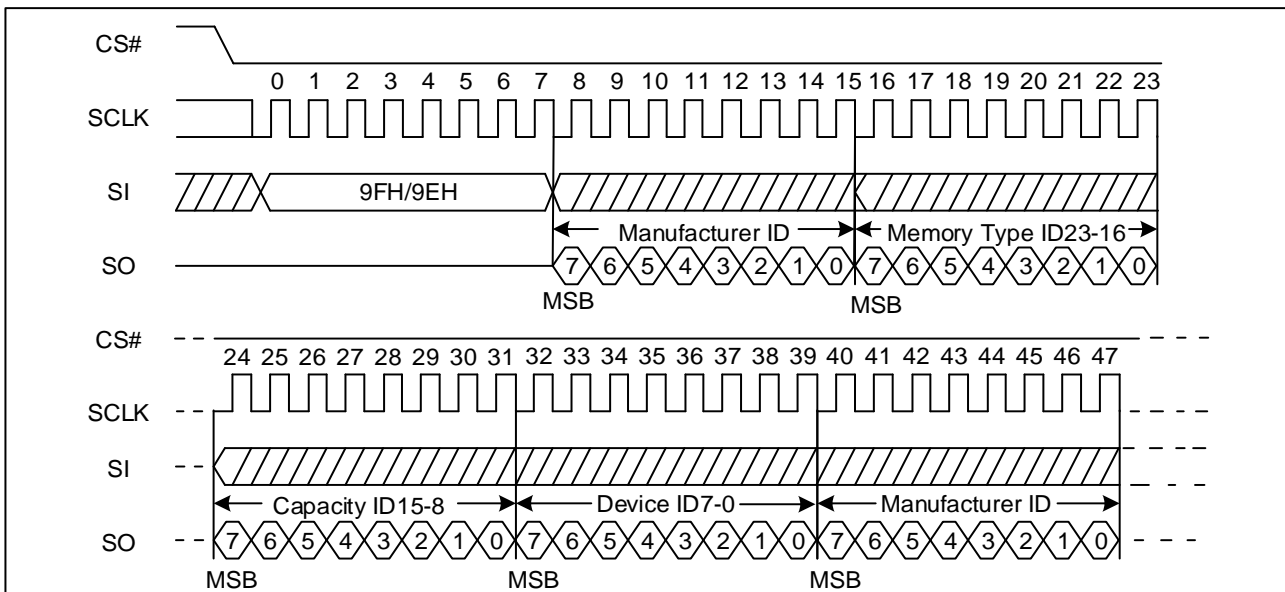 CS#
0 1 2 3 4 5 6 7 8 9 10 11 12 13 14 15 16 17 18 19 20 21 22 23
SCLK
SI 9FH/9EH
Manufacturer ID Memory Type ID23-16
SO 7 6 5 4 3 2 1 0 7 6 5 4 3 2 1 0
MSB MSB
CS#
24 25 26 27 28 29 30 31 32 33 34 35 36 37 38 39 40 41 42 43 44 45 46 47
SCLK
SI
Capacity ID15-8 Device ID7-0 Manufacturer ID
SO 7 6 5 4 3 2 1 0 7 6 5 4 3 2 1 0 7 6 5 4 3 2 1 0
MSB MSB MSB